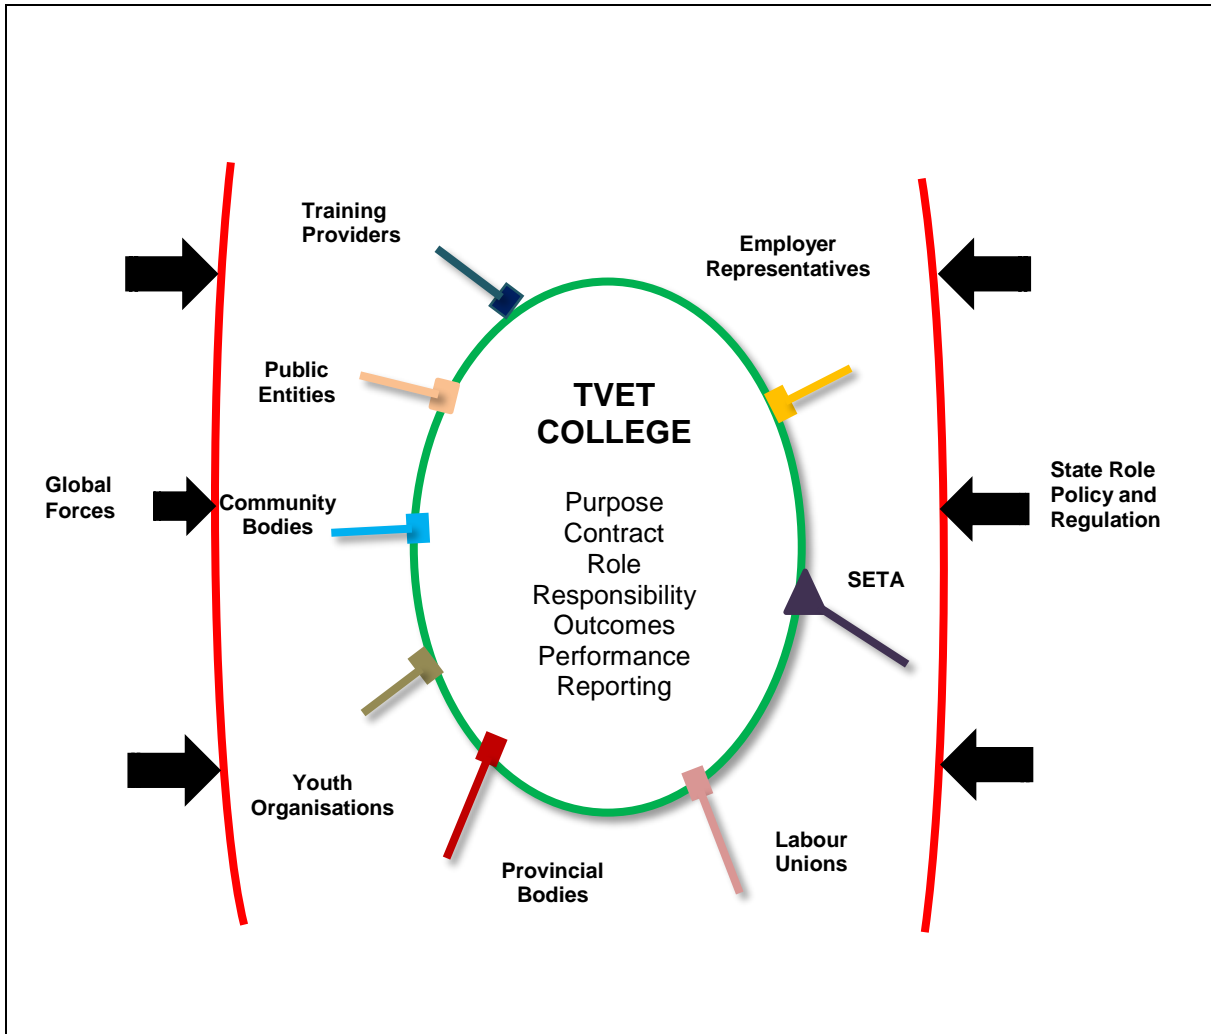 Training
Providers
Employer
Representatives
Public
Entities
TVET
COLLEGE
Global
Forces
Community
Bodies
Purpose
Contract
Role
Responsibility
Outcomes
Performance
Reporting
State Role
Policy and
Regulation
SETA
Youth
Organisations
Provincial
Bodies
Labour
Unions